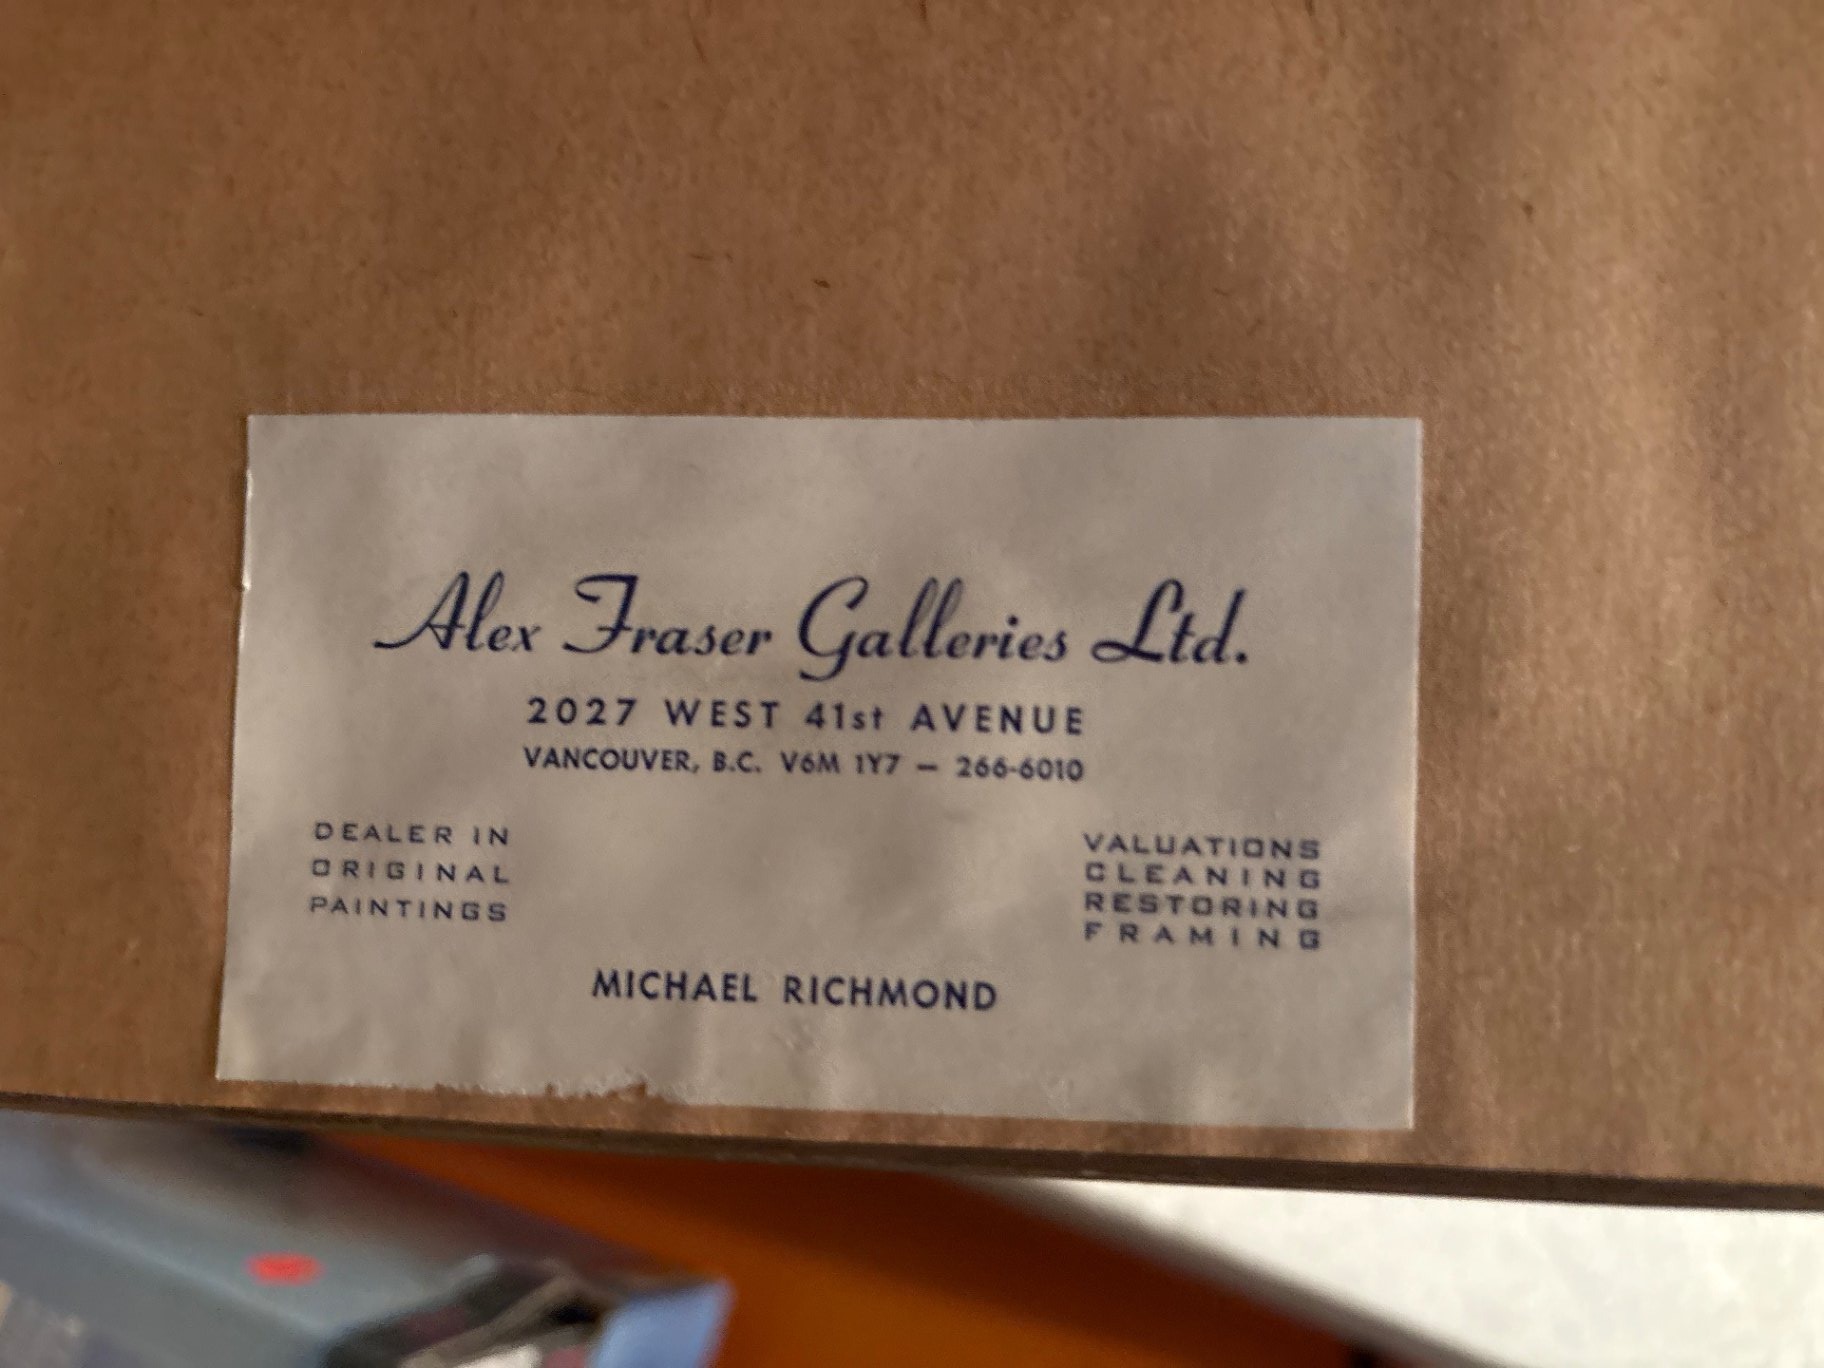 Alex Fraser Galleries Ltd.
2027 WEST 41st AVENUE
VANCOUVER, B.C. V6M 1Y7 — 266-6010
DEALER IN
ORIGINAL
PAINTINGS
VALUATIONS
CLEANING
RESTORING
FRAMING
MICHAEL RICHMOND